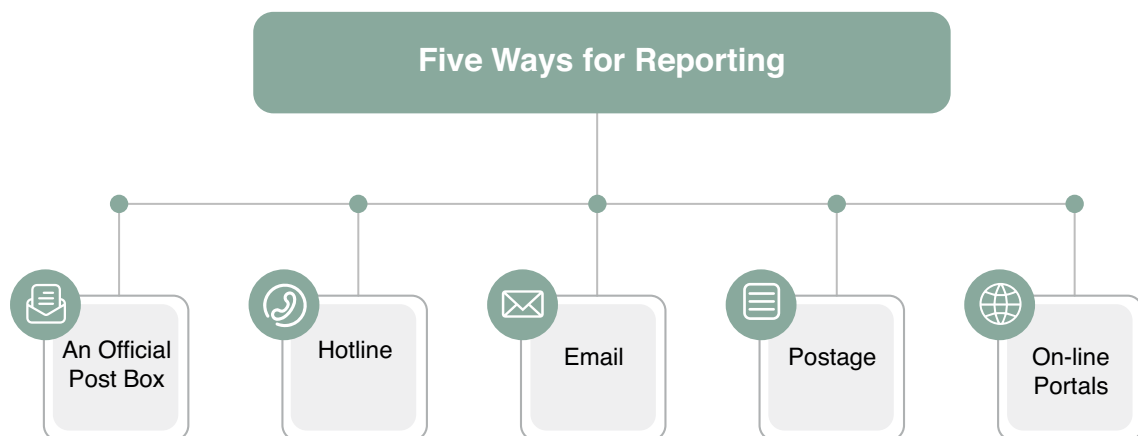 Five Ways for Reporting
An Official
Post Box
Hotline
Email
Postage
On-line
Portals